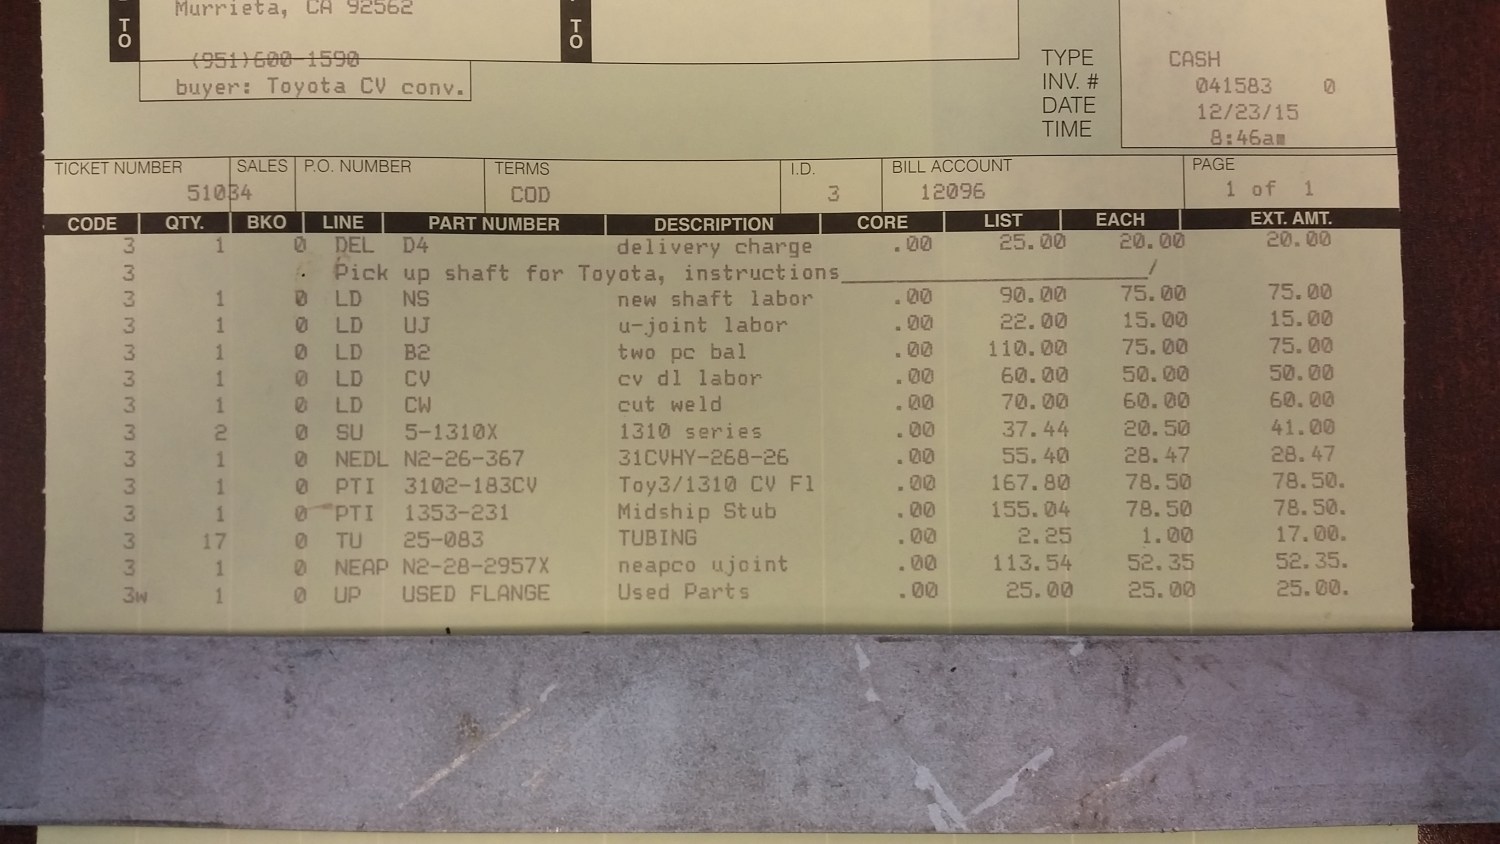 Murrieta, CA 92562
TO
TO
(951)600-1590
buyer: Toyota CV conv.
TYPE CASH
INV. # 041583 0
DATE 12/23/15
TIME 8:46am
TICKET NUMBER SALES P.O. NUMBER TERMS I.D. BILL ACCOUNT PAGE
51034 COD 3 12096 1 of 1
CODE QTY. BKO LINE PART NUMBER DESCRIPTION CORE LIST EACH EXT. AMT.
3 1 0 DEL D4 delivery charge .00 25.00 20.00 20.00
3 . Pick up shaft for Toyota, instructions____________________/
3 1 0 LD NS new shaft labor .00 90.00 75.00 75.00
3 1 0 LD UJ u-joint labor .00 22.00 15.00 15.00
3 1 0 LD B2 two pc bal .00 110.00 75.00 75.00
3 1 0 LD CV cv dl labor .00 60.00 50.00 50.00
3 1 0 LD CW cut weld .00 70.00 60.00 60.00
3 2 0 SU 5-1310X 1310 series .00 37.44 20.50 41.00
3 1 0 NEDL N2-26-367 31CVHY-268-26 .00 55.40 28.47 28.47
3 1 0 PTI 3102-183CV Toy3/1310 CV Fl .00 167.80 78.50 78.50.
3 1 0 PTI 1353-231 Midship Stub .00 155.04 78.50 78.50.
3 17 0 TU 25-083 TUBING .00 2.25 1.00 17.00.
3 1 0 NEAP N2-28-2957X neapco ujoint .00 113.54 52.35 52.35.
3w 1 0 UP USED FLANGE Used Parts .00 25.00 25.00 25.00.